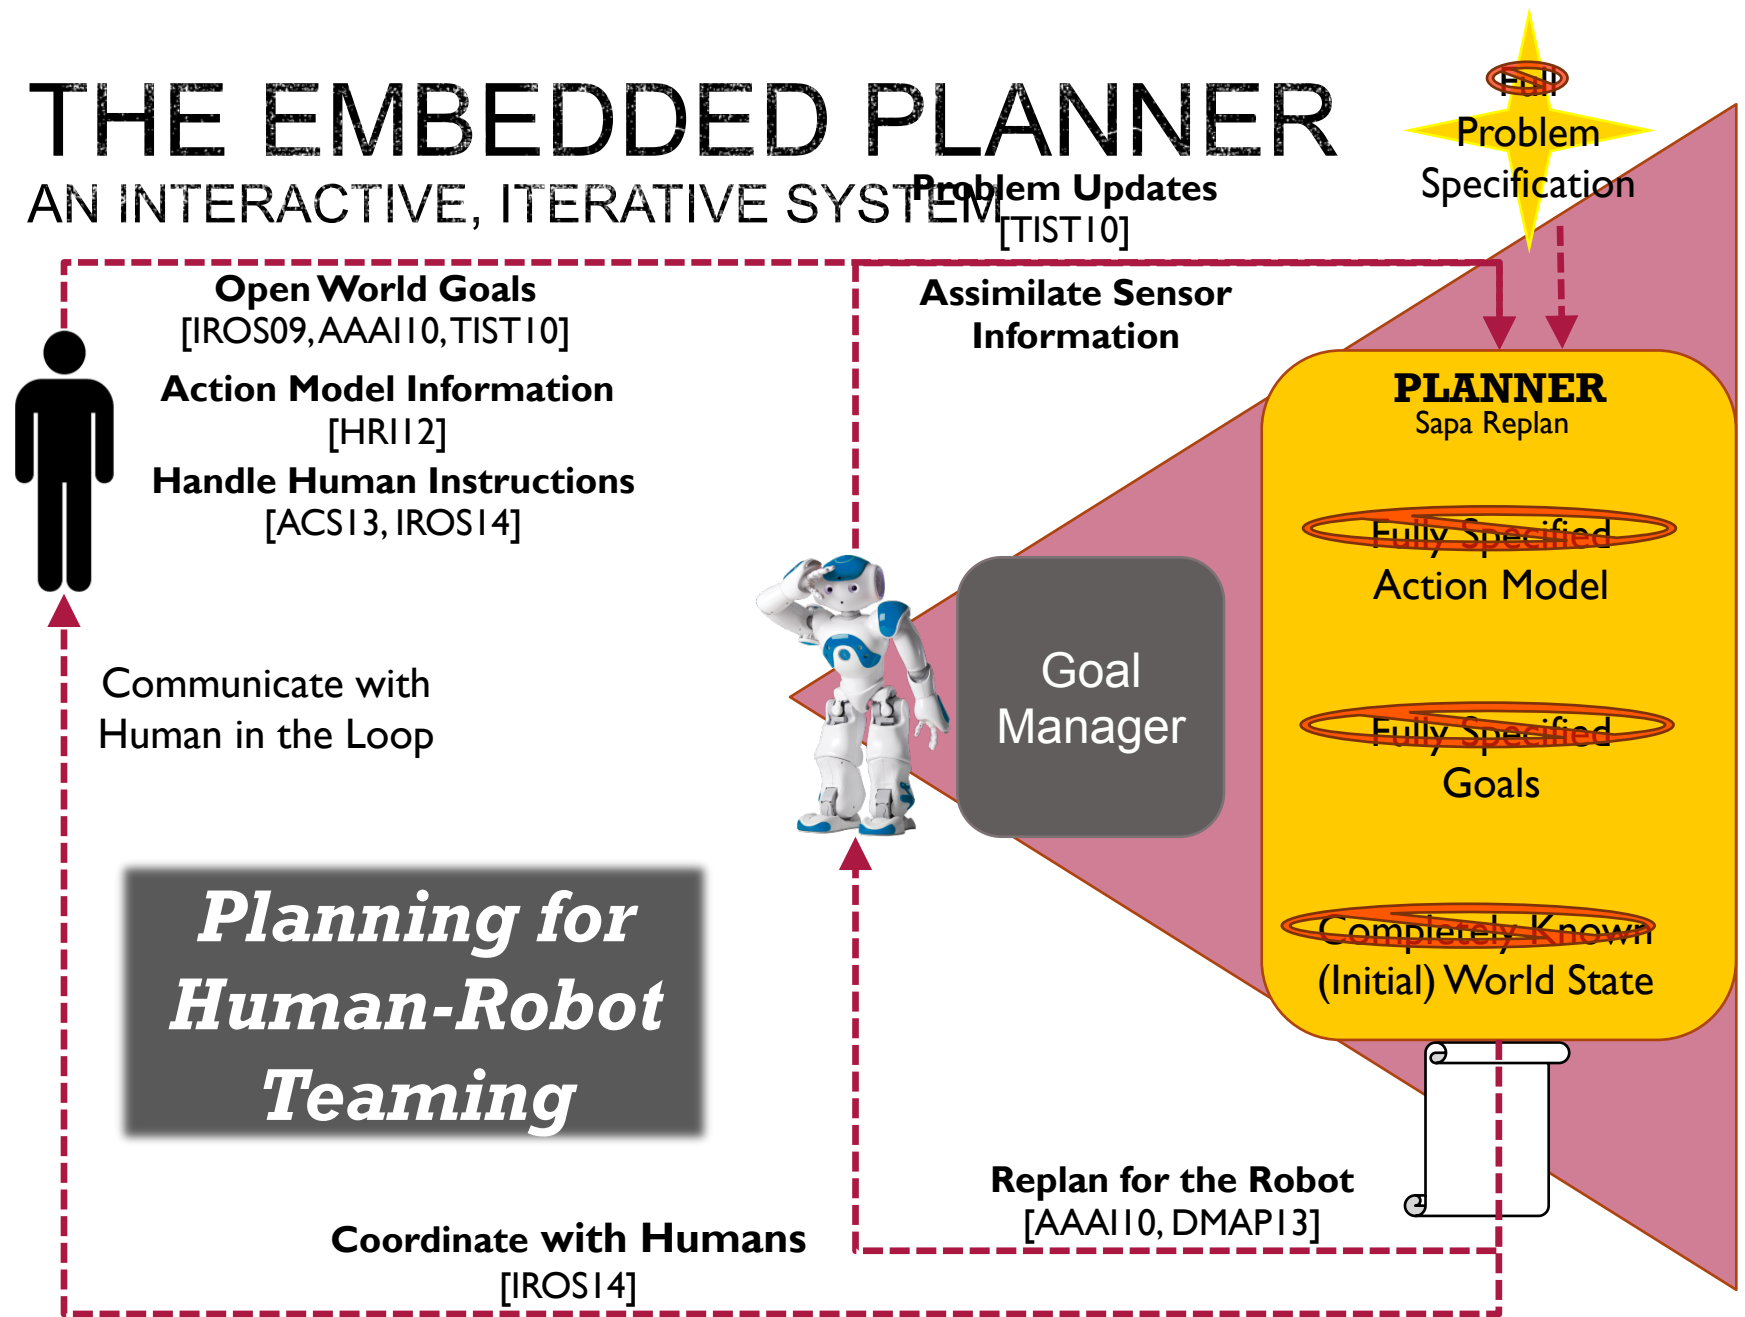 THE EMBEDDED PLANNER
AN INTERACTIVE, ITERATIVE SYSTEM
Full
Problem
Specification
Problem Updates
[TIST10]
Open World Goals
[IROS09, AAAI10, TIST10]
Action Model Information
[HRI12]
Handle Human Instructions
[ACS13, IROS14]
Assimilate Sensor
Information
PLANNER
Sapa Replan
Fully Specified
Action Model
Fully Specified
Goals
Completely Known
(Initial) World State
Goal
Manager
Communicate with
Human in the Loop
Planning for
Human-Robot
Teaming
Replan for the Robot
[AAAI10, DMAP13]
Coordinate with Humans
[IROS14]